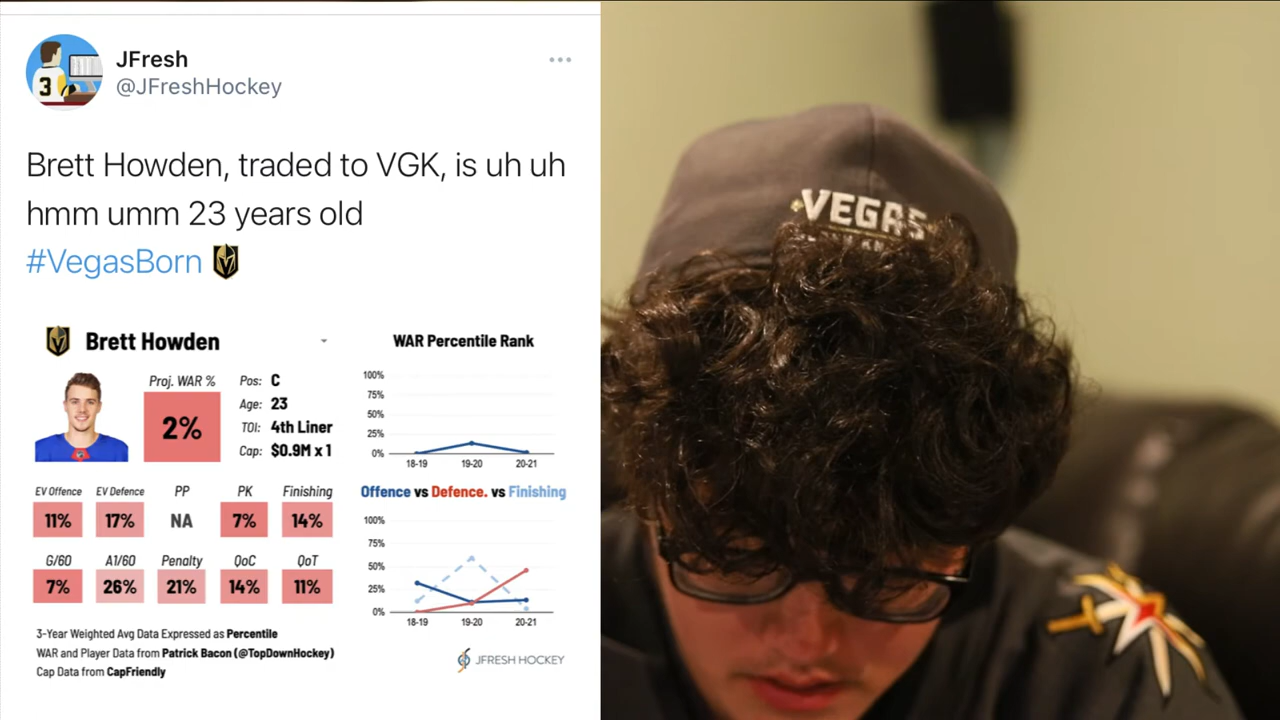 JFresh
@JFreshHockey
Brett Howden, traded to VGK, is uh uh
hmm umm 23 years old
#VegasBorn
Brett Howden
Proj. WAR %
2%
Pos: C
Age: 23
TOI: 4th Liner
Cap: $0.9M x 1
EV Offence EV Defence PP PK Finishing
11% 17% NA 7% 14%
G/60 A1/60 Penalty QoC QoT
7% 26% 21% 14% 11%
3-Year Weighted Avg Data Expressed as Percentile
WAR and Player Data from Patrick Bacon (@TopDownHockey)
Cap Data from CapFriendly
WAR Percentile Rank
100%
75%
50%
25%
0%
18-19 19-20 20-21
Offence vs Defence. vs Finishing
100%
75%
50%
25%
0%
18-19 19-20 20-21
JFRESH HOCKEY
3
VEGAS